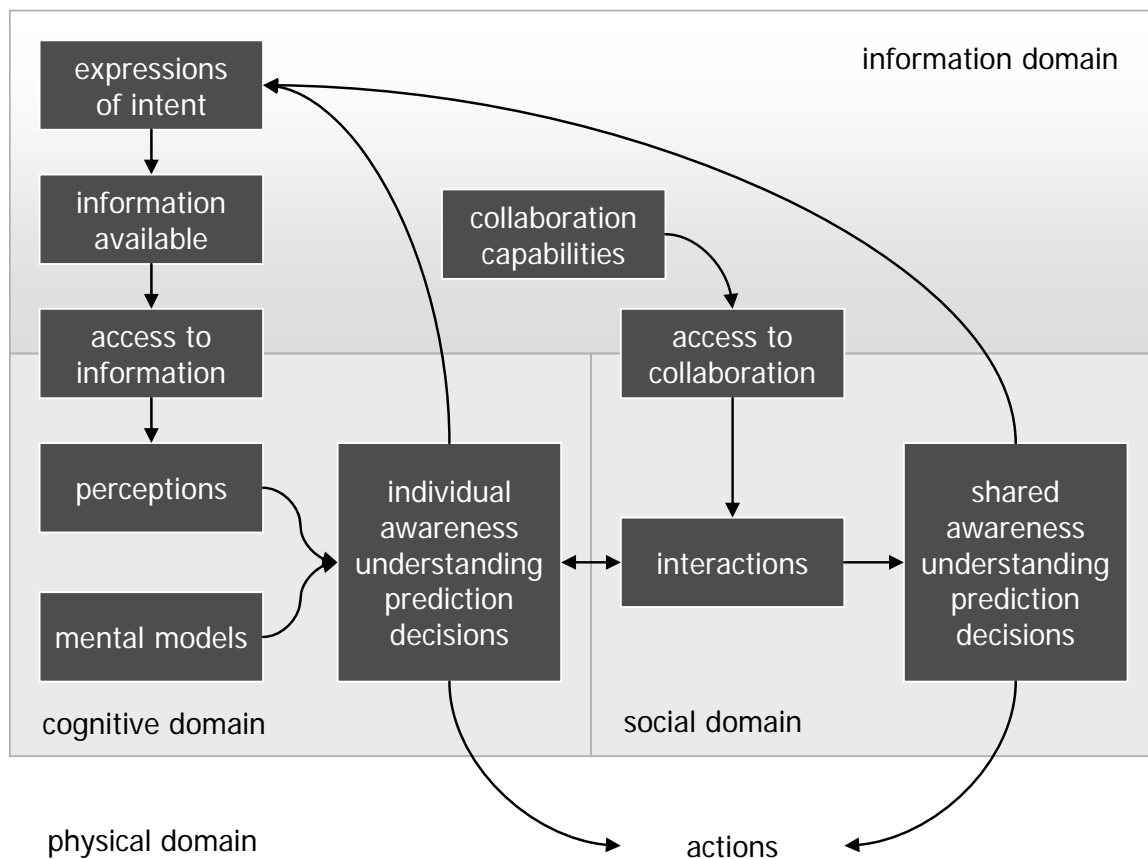 expressions
of intent
information domain
information
available
collaboration
capabilities
access to
information
access to
collaboration
perceptions
mental models
individual
awareness
understanding
prediction
decisions
interactions
shared
awareness
understanding
prediction
decisions
cognitive domain
social domain
physical domain
actions